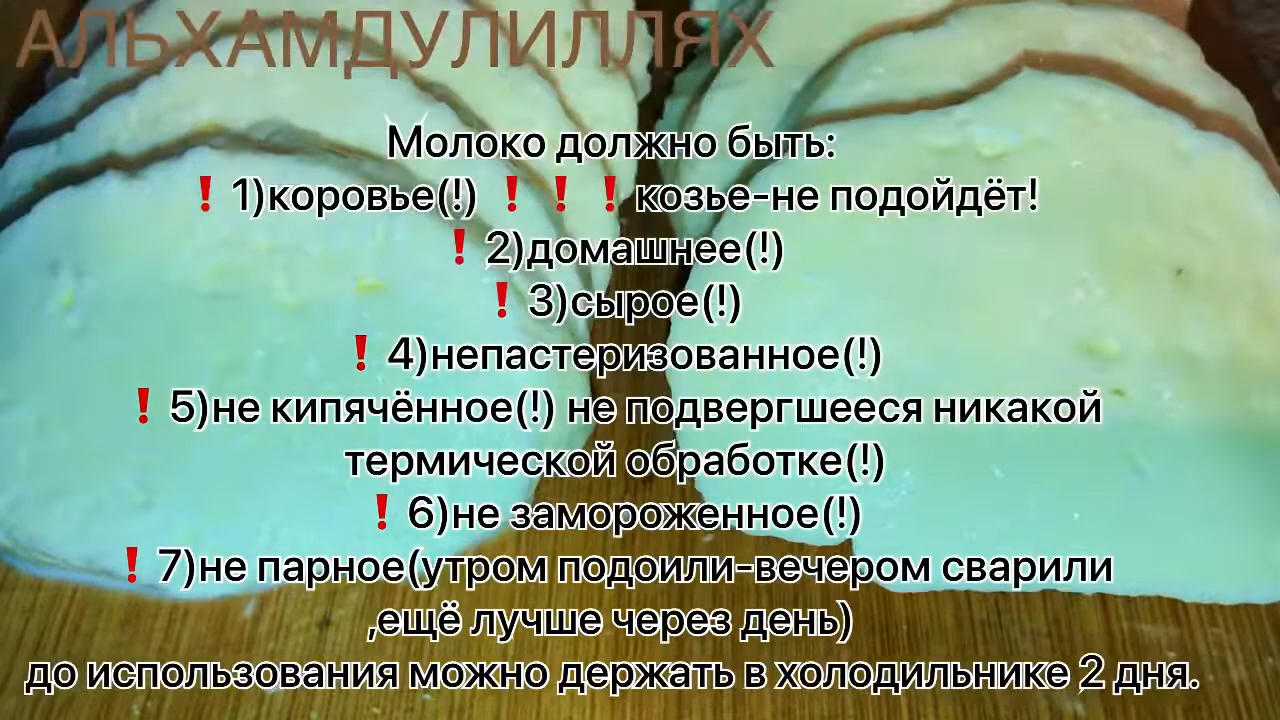 АЛЬХАМДУЛИЛЛЯХ
Молоко должно быть:
❗1)коровье(!) ❗❗❗козье-не подойдёт!
❗2)домашнее(!)
❗3)сырое(!)
❗4)непастеризованное(!)
❗5)не кипячённое(!) не подвергшееся никакой
термической обработке(!)
❗6)не замороженное(!)
❗7)не парное(утром подоили-вечером сварили
,ещё лучше через день)
до использования можно держать в холодильнике 2 дня.